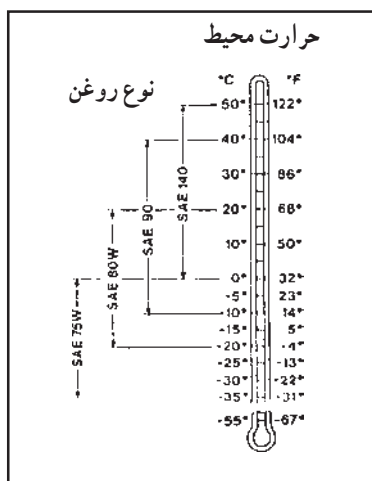 حرارت محیط
نوع روغن
°C °F
50° 122°
40° 104°
30° 86°
20° 68°
10° 50°
0° 32°
-5° 23°
-10° 14°
-15° 5°
-20° -4°
-25° -13°
-30° -22°
-35° -31°
-55° -67°
SAE 75W
SAE 80W
SAE 90
SAE 140